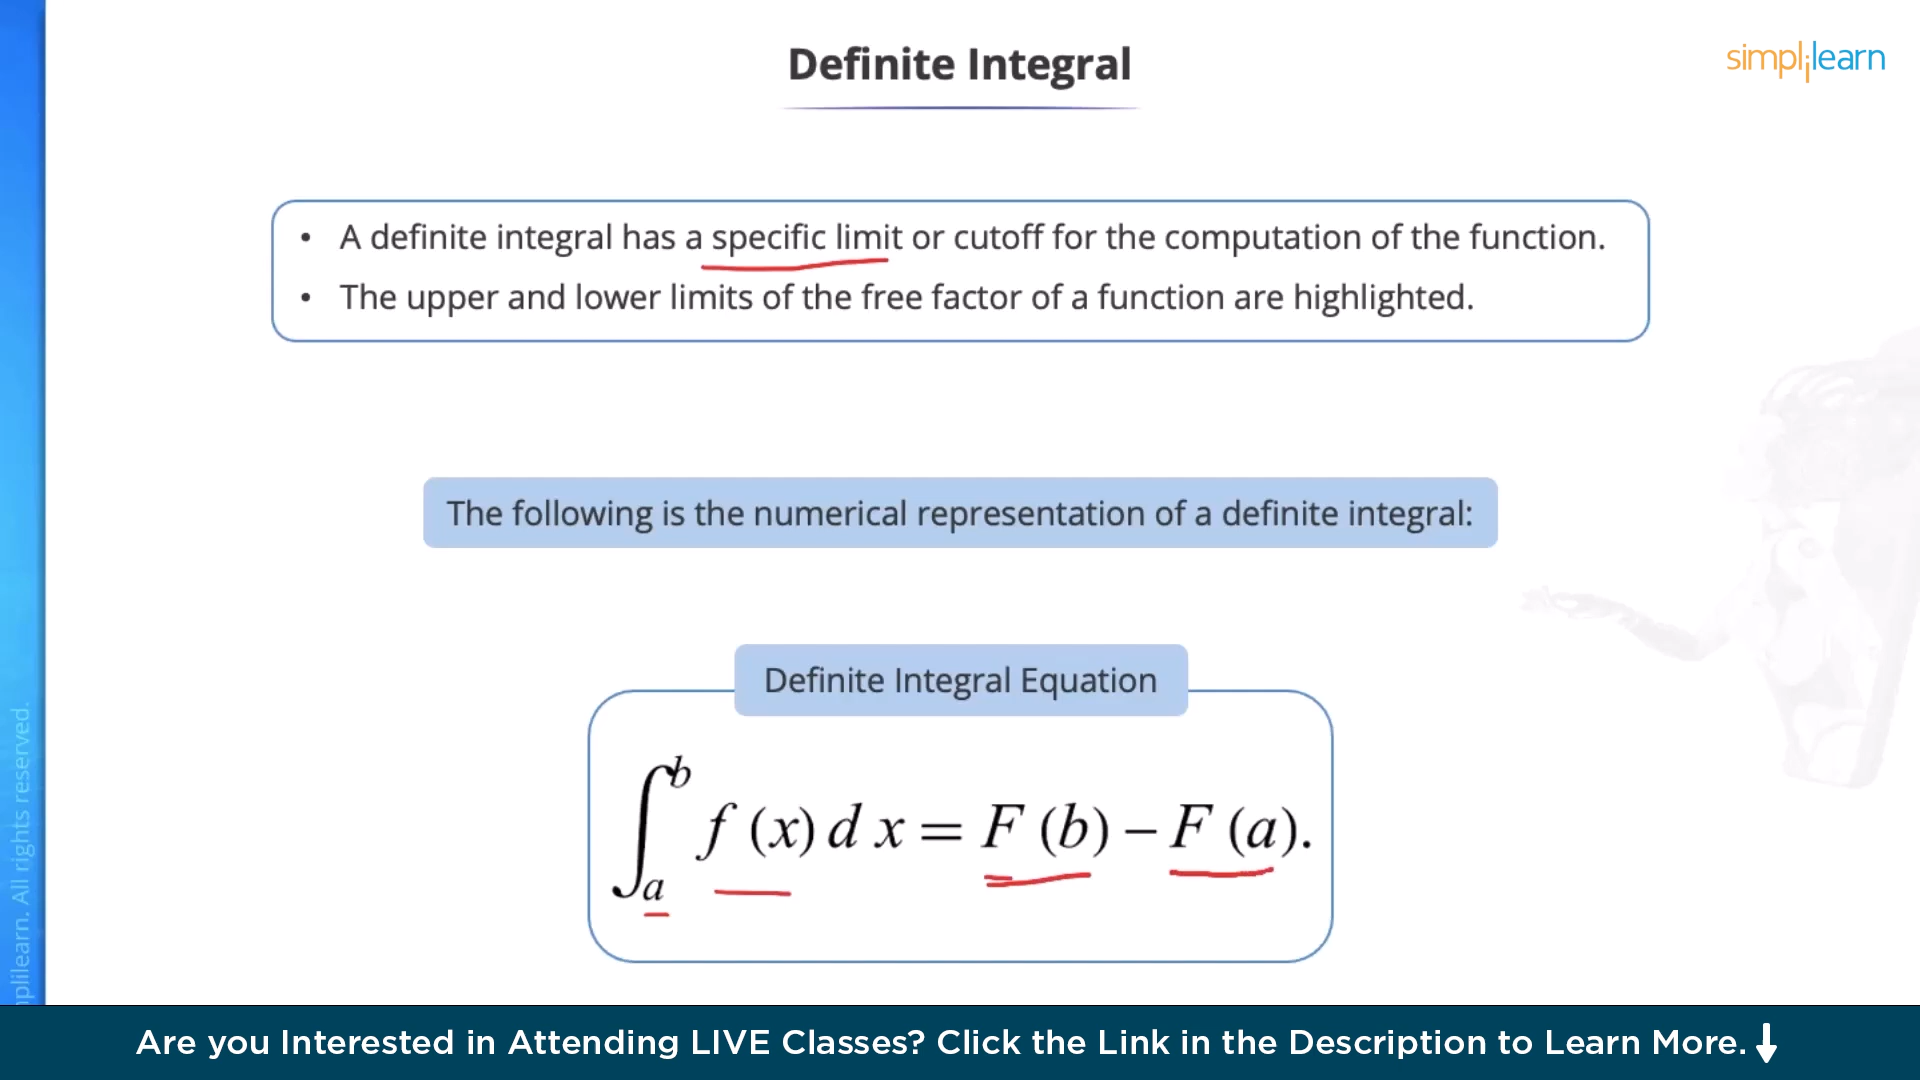 Definite Integral
simplilearn
• A definite integral has a specific limit or cutoff for the computation of the function.
• The upper and lower limits of the free factor of a function are highlighted.
The following is the numerical representation of a definite integral:
Definite Integral Equation
∫_a^b f (x) d x = F (b) – F (a).
plilearn. All rights reserved.
Are you Interested in Attending LIVE Classes? Click the Link in the Description to Learn More.